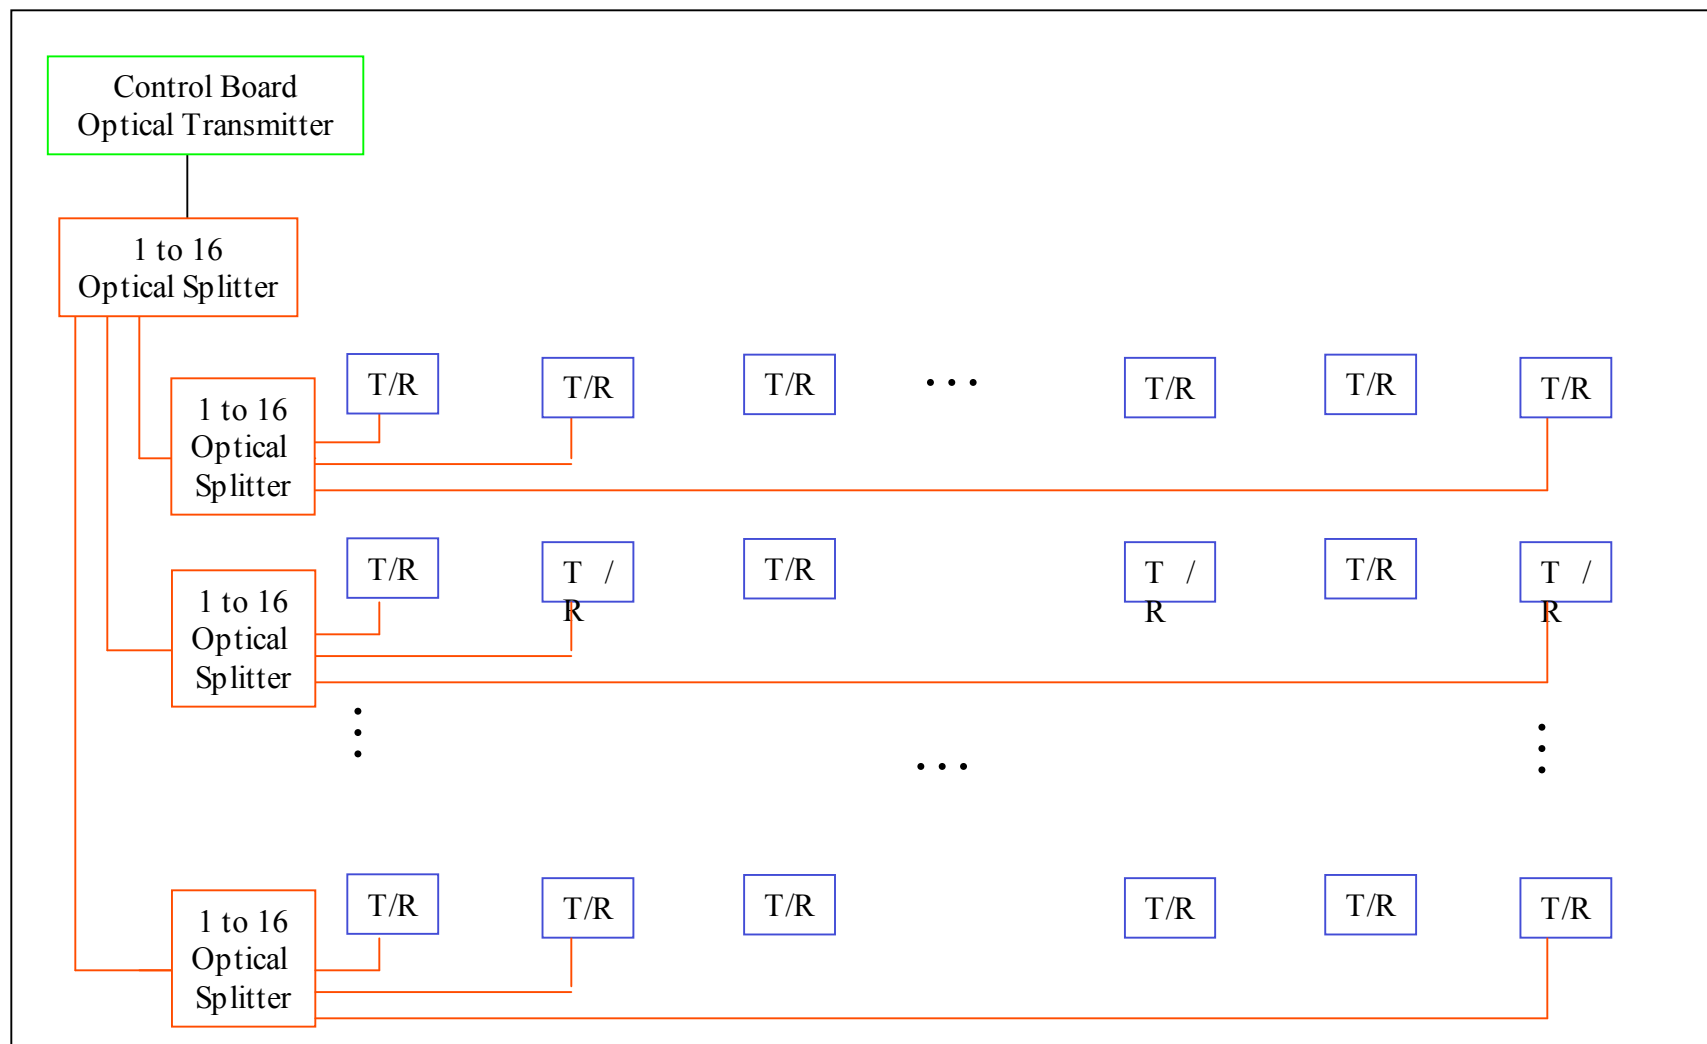 Control Board
Optical Transmitter
1 to 16
Optical Splitter
T/R
T/R
T/R
...
T/R
T/R
T/R
1 to 16
Optical
Splitter
T/R
T /
R
T/R
T /
R
T/R
T /
R
1 to 16
Optical
Splitter
...
T/R
T/R
T/R
T/R
T/R
T/R
1 to 16
Optical
Splitter